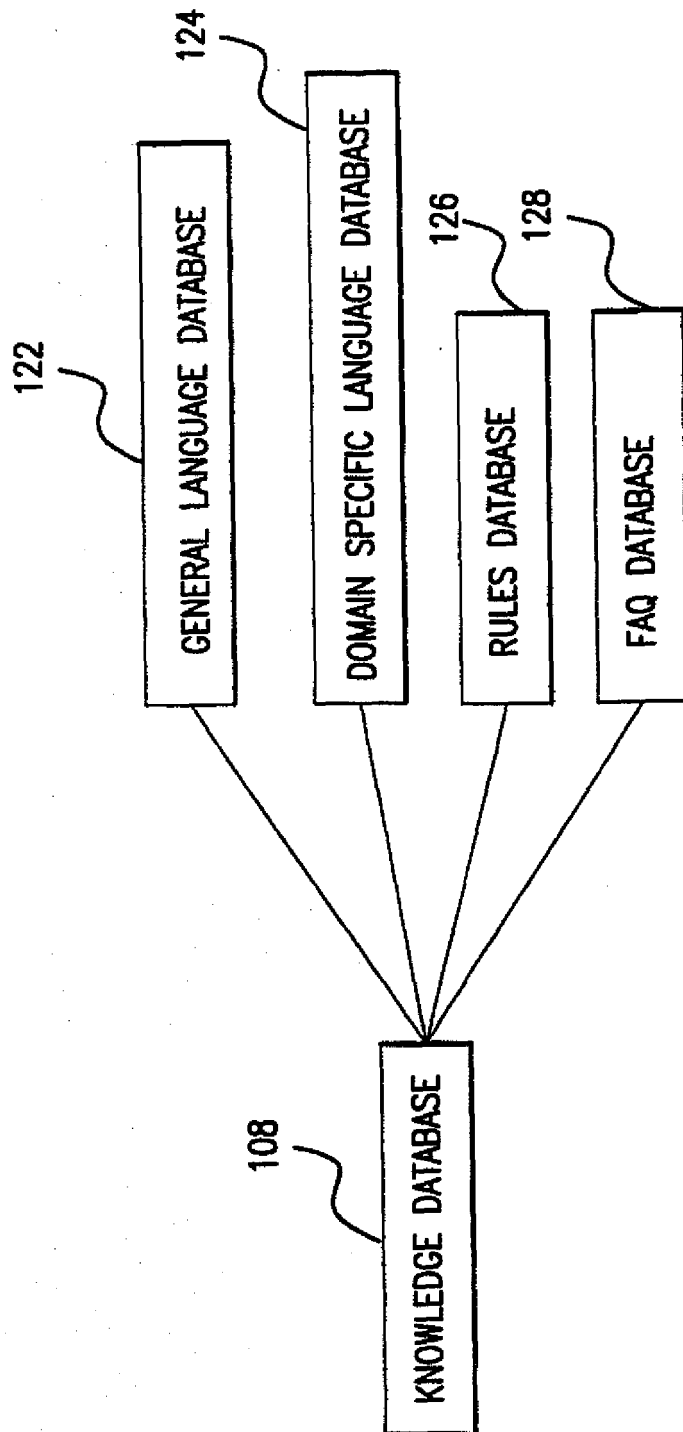 122
GENERAL LANGUAGE DATABASE
124
DOMAIN SPECIFIC LANGUAGE DATABASE
108
KNOWLEDGE DATABASE
126
RULES DATABASE
128
FAQ DATABASE